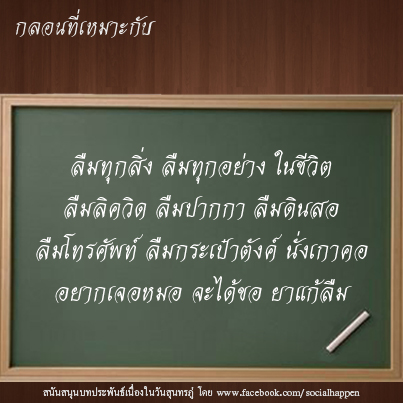 กลอนที่เหมาะกับ
ลืมทุกสิ่ง ลืมทุกอย่าง ในชีวิต
ลืมลิควิด ลืมปากกา ลืมดินสอ
ลืมโทรศัพท์ ลืมกระเป๋าตังค์ นั่งเกาคอ
อยากเจอหมอ จะได้ขอ ยาแก้ลืม
สนันสนุนบทประพันธ์เนื่องในวันสุนทรภู่ โดย www.facebook.com/socialhappen